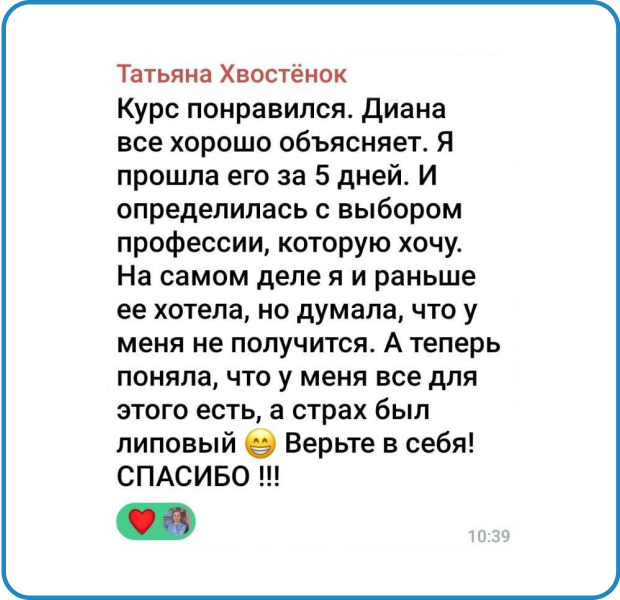 Татьяна Хвостёнок
Курс понравился. Диана
все хорошо объясняет. Я
прошла его за 5 дней. И
определилась с выбором
профессии, которую хочу.
На самом деле я и раньше
ее хотела, но думала, что у
меня не получится. А теперь
поняла, что у меня все для
этого есть, а страх был
липовый 😁 Верьте в себя!
СПАСИБО !!!
10:39